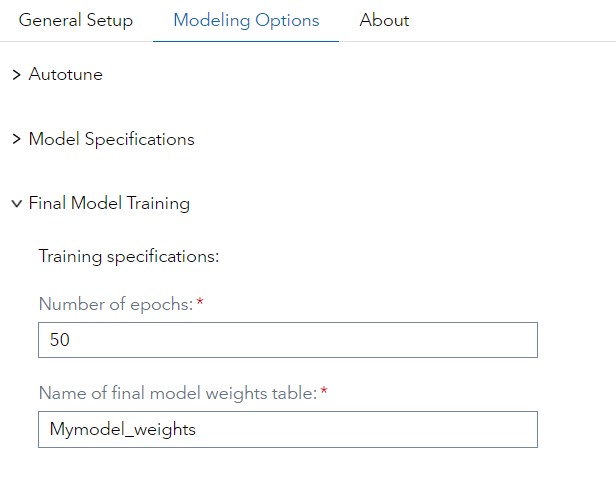 General Setup Modeling Options About
Autotune
Model Specifications
Final Model Training
Training specifications:
Number of epochs:*
50
Name of final model weights table:*
Mymodel_weights